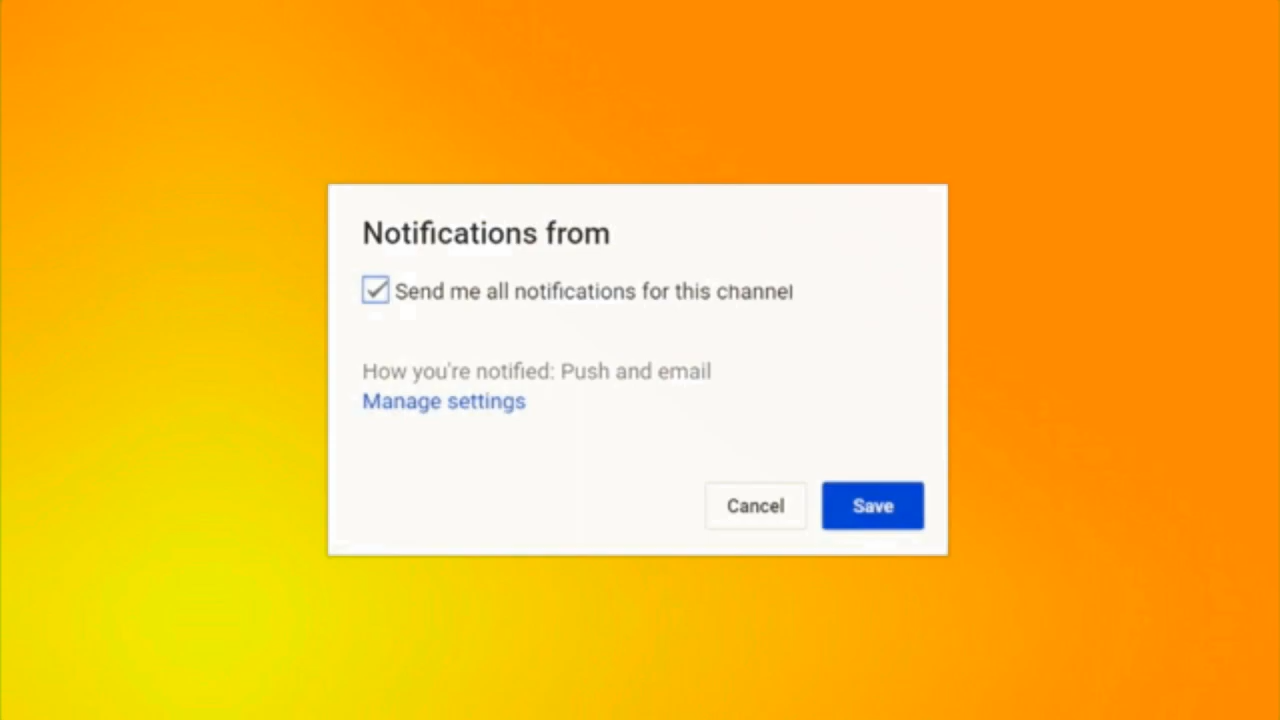 Notifications from
Send me all notifications for this channel
How you're notified: Push and email
Manage settings
Cancel
Save